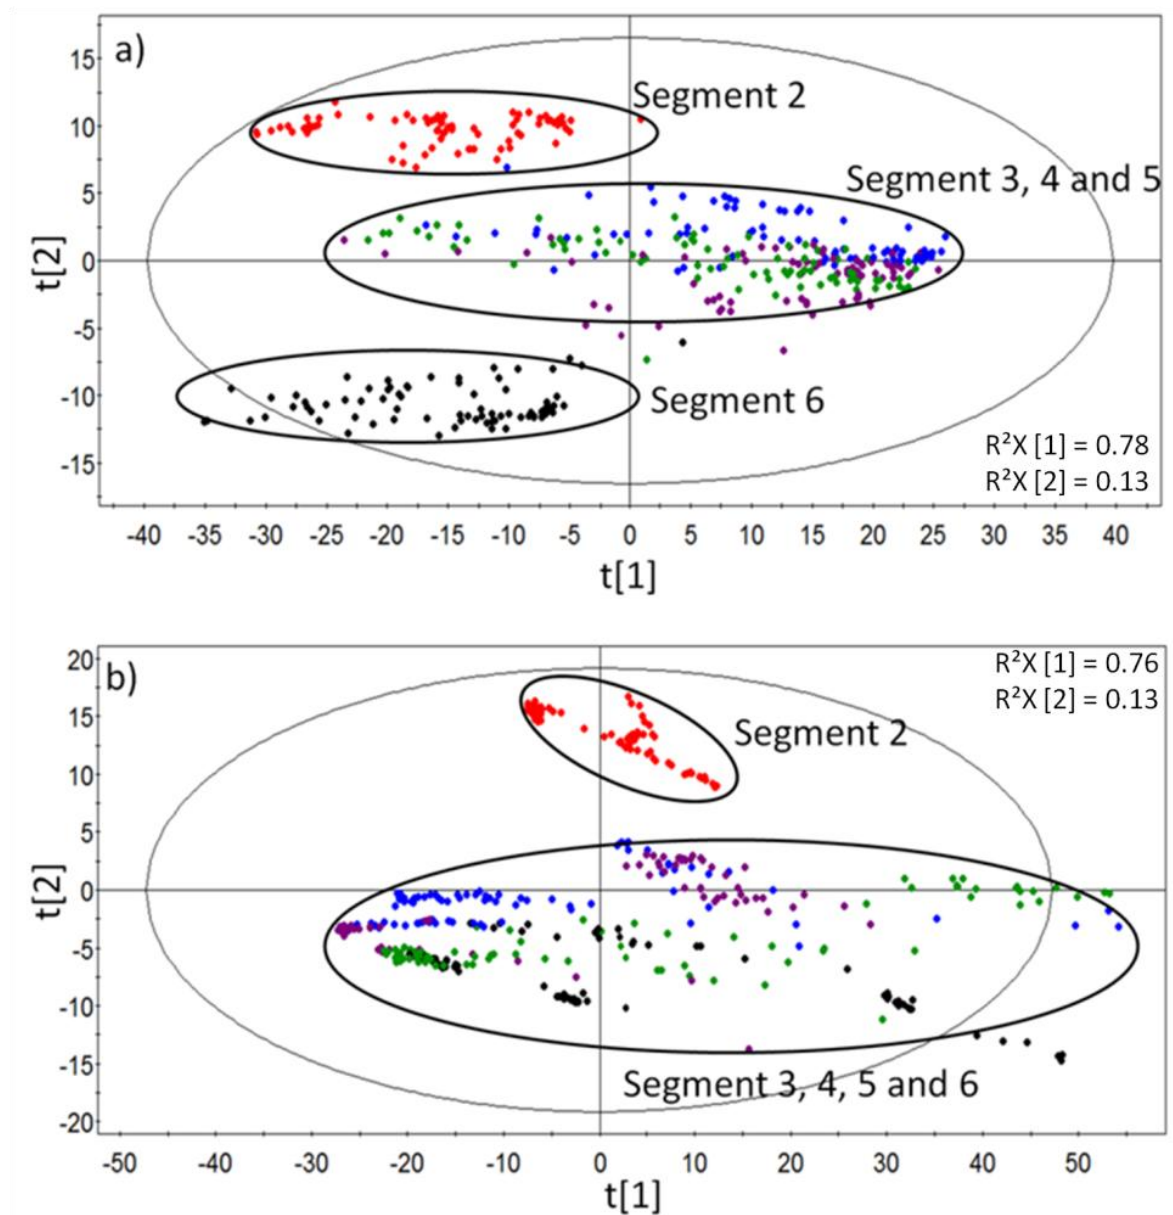 a)
Segment 2
Segment 3, 4 and 5
Segment 6
R²X [1] = 0.78
R²X [2] = 0.13
15
10
5
0
-5
-10
-15
t[2]
-40 -35 -30 -25 -20 -15 -10 -5 0 5 10 15 20 25 30 35 40
t[1]
b)
R²X [1] = 0.76
R²X [2] = 0.13
Segment 2
Segment 3, 4, 5 and 6
20
15
10
5
0
-5
-10
-15
-20
t[2]
-50 -40 -30 -20 -10 0 10 20 30 40 50
t[1]